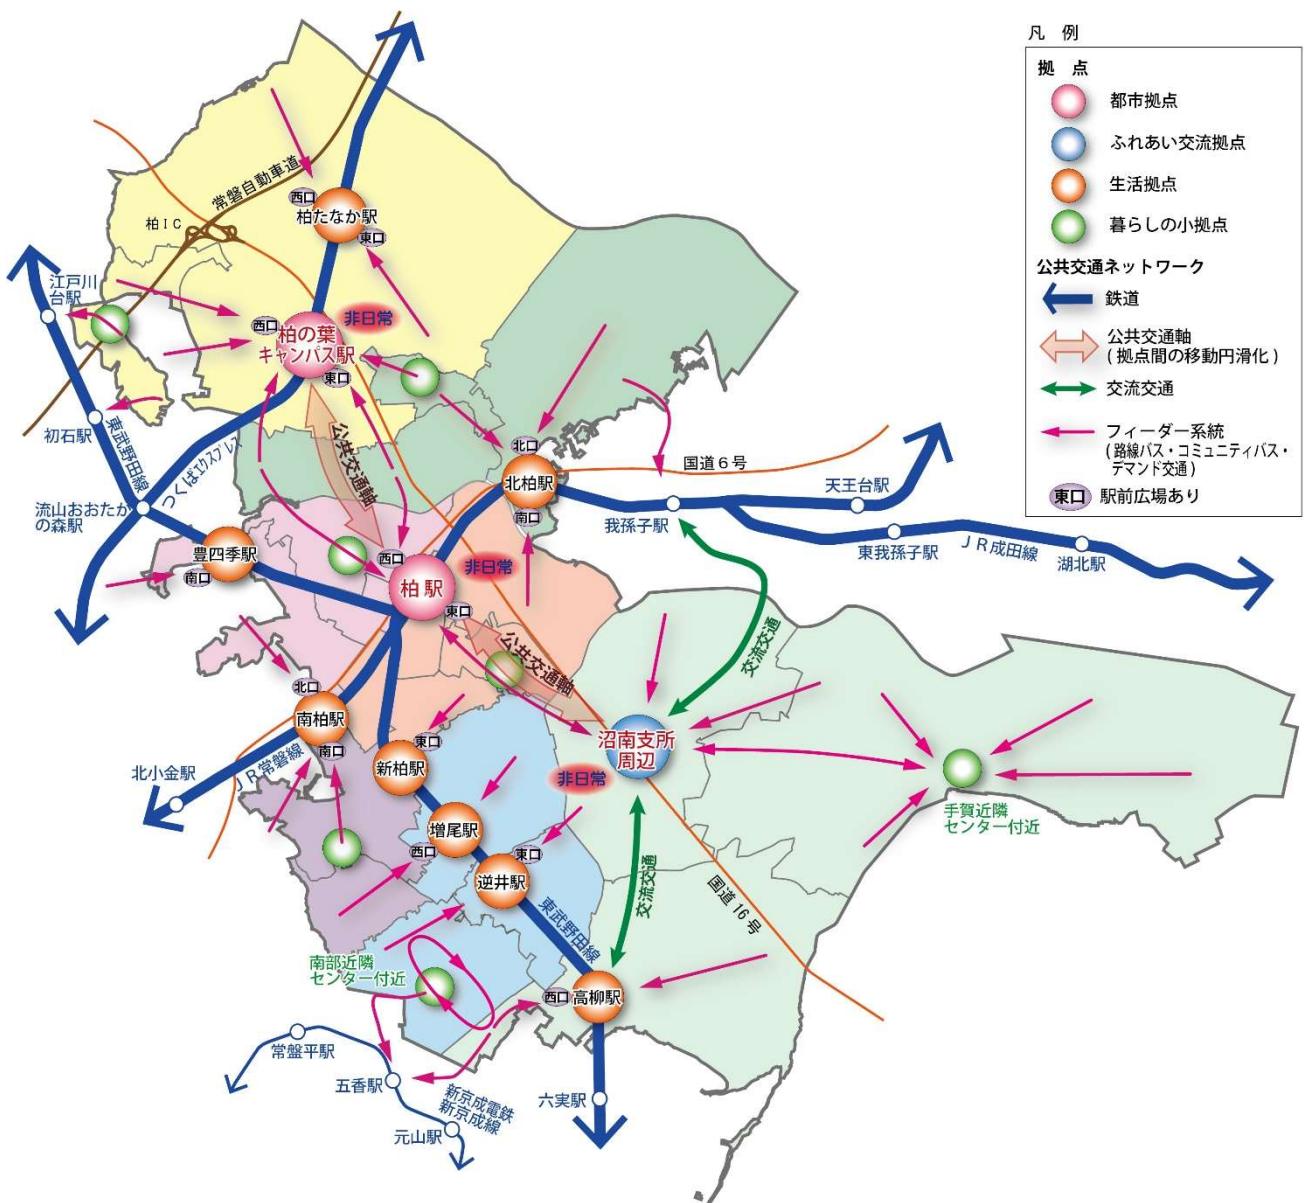 凡 例
拠 点
都市拠点
ふれあい交流拠点
生活拠点
暮らしの小拠点
公共交通ネットワーク
鉄道
公共交通軸
(拠点間の移動円滑化)
交流交通
フィーダー系統
(路線バス・コミュニティバス・
デマンド交通)
東口
駅前広場あり
常磐自動車道
柏IC
西口
柏たなか駅
東口
江戸川
台駅
西口
柏の葉
キャンパス駅
東口
非日常
初石駅
東武野田線
つくばエクスプレス
流山おおたか
の森駅
公共交通軸
北口
北柏駅
南口
国道6号
天王台駅
我孫子駅
東我孫子駅
JR成田線
湖北駅
豊四季駅
南口
西口
柏駅
東口
非日常
公共交通軸
交流交通
北口
南柏駅
南口
JR常磐線
北小金駅
東口
新柏駅
沼南支所
周辺
非日常
手賀近隣
センター付近
増尾駅
西口
東口
逆井駅
東武野田線
交流交通
国道16号
南部近隣
センター付近
西口
高柳駅
常盤平駅
五香駅
新京成電鉄
新京成線
元山駅
六実駅